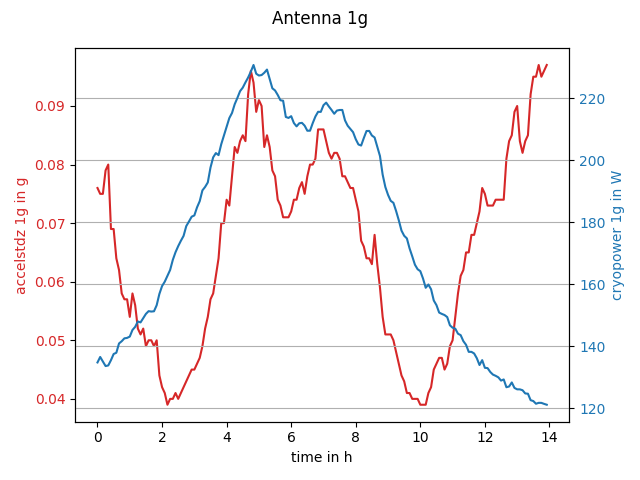 Antenna 1g
accelstdz 1g in g
0.09
0.08
0.07
0.06
0.05
0.04
220
200
180
160
140
120
cryopower 1g in W
0 2 4 6 8 10 12 14
time in h